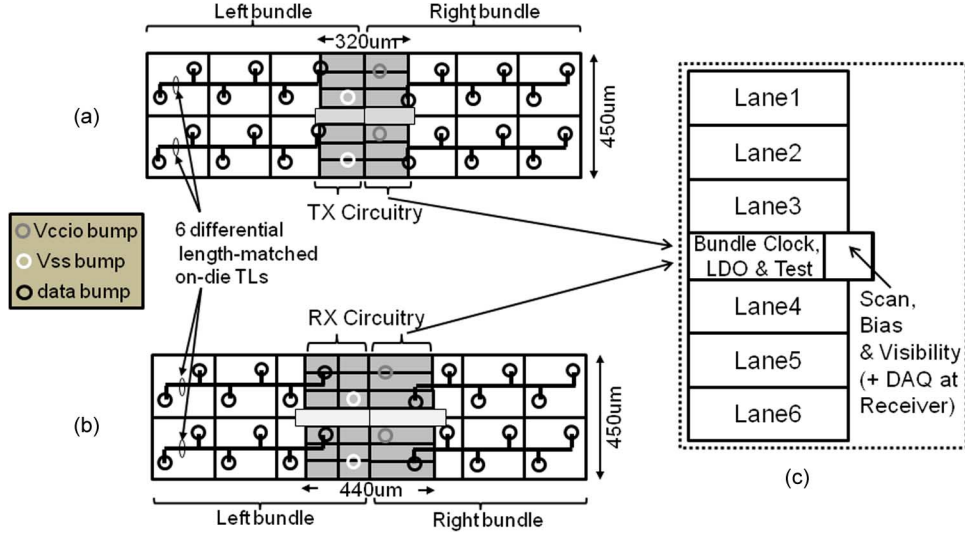 Left bundle
Right bundle
320um
(a)
450um
TX Circuitry
Vccio bump
Vss bump
data bump
6 differential
length-matched
on-die TLs
RX Circuitry
(b)
450um
440um
Left bundle
Right bundle
Lane1
Lane2
Lane3
Bundle Clock,
LDO & Test
Lane4
Lane5
Lane6
Scan,
Bias
& Visibility
(+ DAQ at
Receiver)
(c)